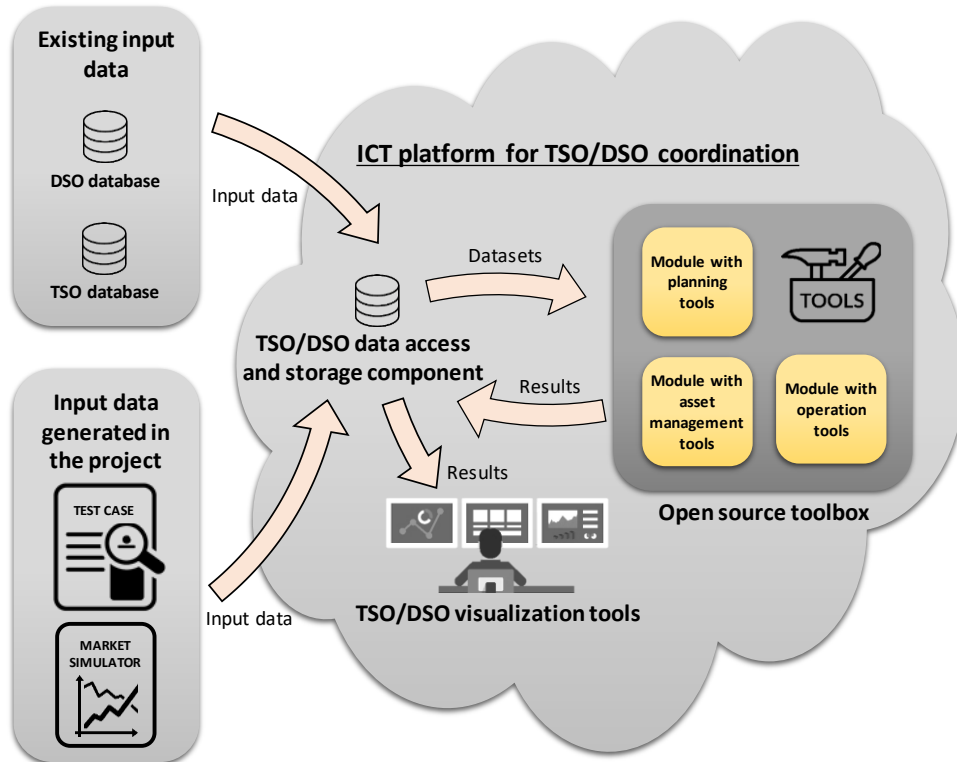 Existing input
data
DSO database
TSO database
Input data
ICT platform for TSO/DSO coordination
Datasets
Module with
planning
tools
TOOLS
TSO/DSO data access
and storage component
Results
Module with
asset
management
tools
Module with
operation
tools
Open source toolbox
Input data
generated in
the project
TEST CASE
MARKET
SIMULATOR
Input data
Results
TSO/DSO visualization tools